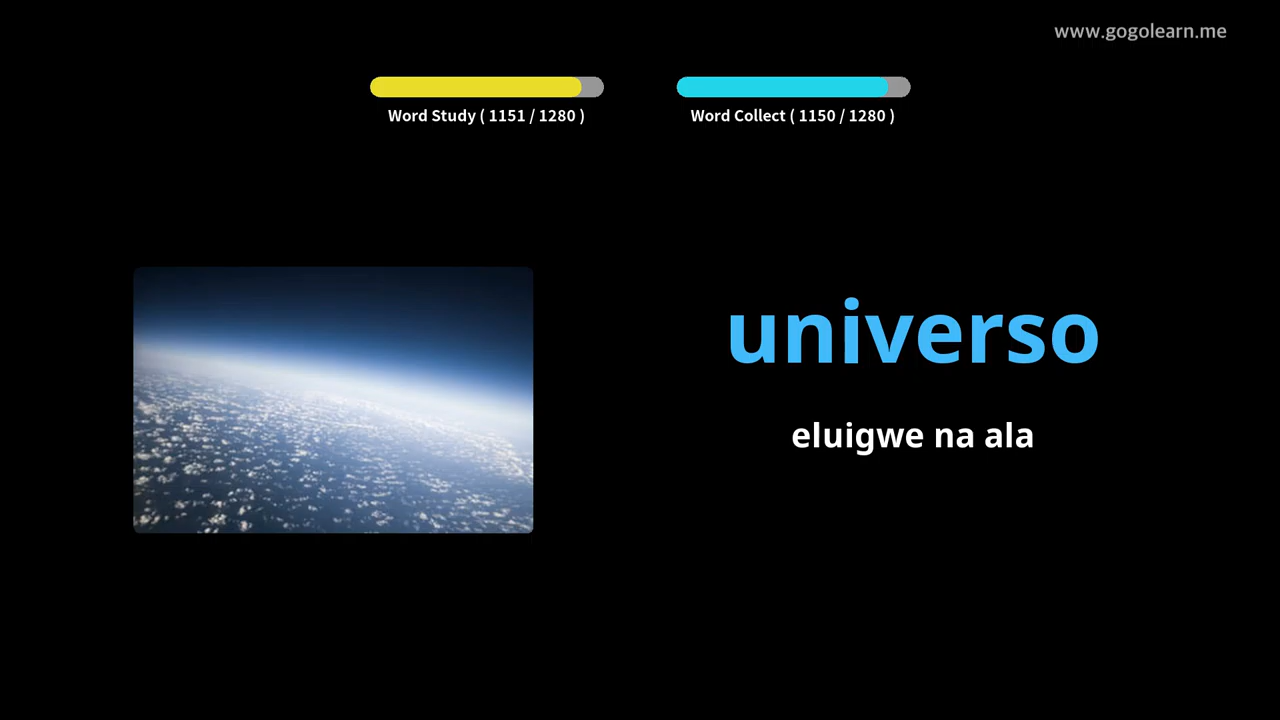 www.gogolearn.me
Word Study ( 1151 / 1280 )
Word Collect ( 1150 / 1280 )
universo
eluigwe na ala